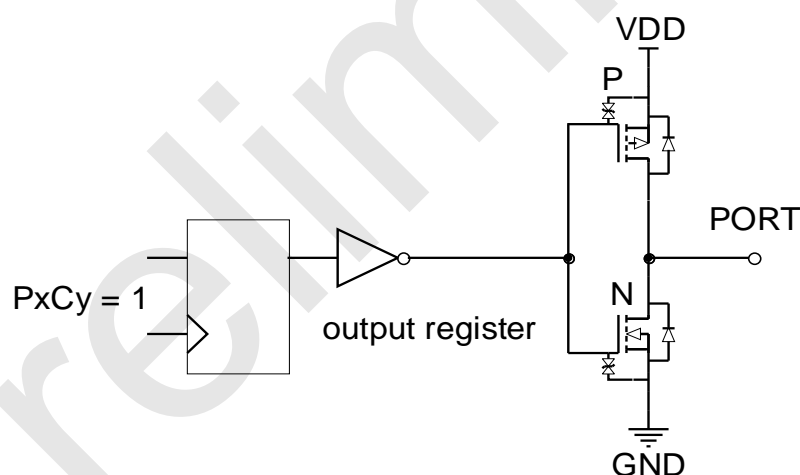 VDD
P
PORT
PxCy = 1
N
output register
GND